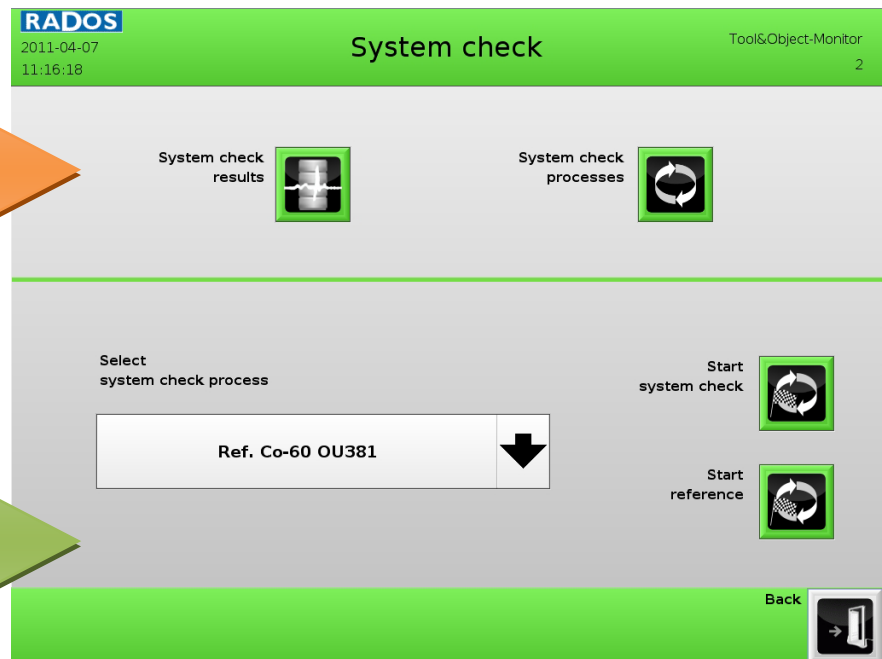 RADOS
2011-04-07
11:16:18
System check
Tool&Object-Monitor
2
System check
results
System check
processes
Select
system check process
Ref. Co-60 OU381
Start
system check
Start
reference
Back